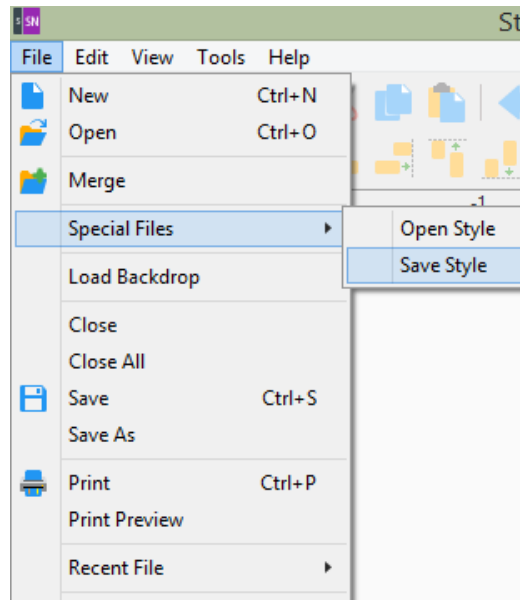 S SN St
File Edit View Tools Help
New Ctrl+N
Open Ctrl+O
Merge
-1
Special Files Open Style
Save Style
Load Backdrop
Close
Close All
Save Ctrl+S
Save As
Print Ctrl+P
Print Preview
Recent File